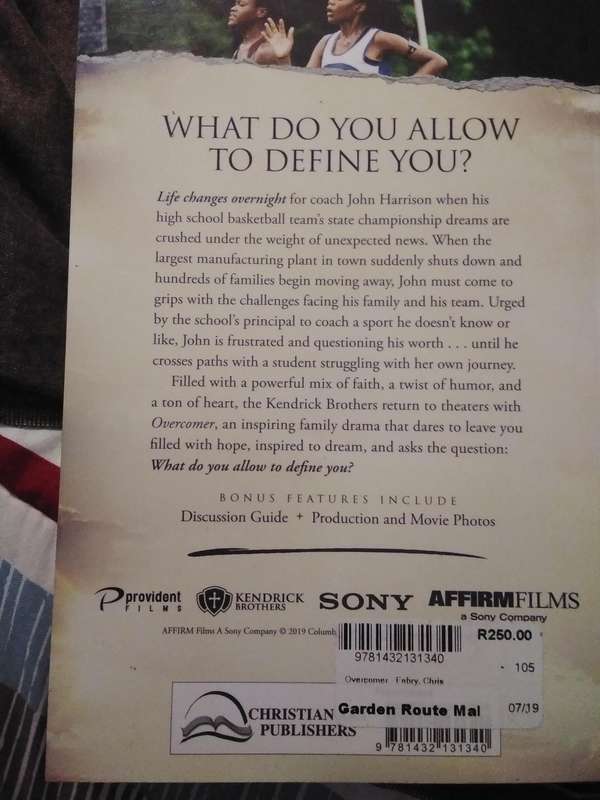 WHAT DO YOU ALLOW
TO DEFINE YOU?
Life changes overnight for coach John Harrison when his
high school basketball team's state championship dreams are
crushed under the weight of unexpected news. When the
largest manufacturing plant in town suddenly shuts down and
hundreds of families begin moving away, John must come to
grips with the challenges facing his family and his team. Urged
by the school's principal to coach a sport he doesn't know or
like, John is frustrated and questioning his worth . . . until he
crosses paths with a student struggling with her own journey.
Filled with a powerful mix of faith, a twist of humor, and
a ton of heart, the Kendrick Brothers return to theaters with
Overcomer, an inspiring family drama that dares to leave you
filled with hope, inspired to dream, and asks the question:
What do you allow to define you?
BONUS FEATURES INCLUDE
Discussion Guide + Production and Movie Photos
provident
FILMS
KENDRICK
BROTHERS
SONY
AFFIRMFILMS
a Sony Company
AFFIRM Films A Sony Company © 2019 Columb
R250.00
9781432131340
- 105
Overcomer Fabry, Chris
Garden Route Mal
07/19
CHRISTIAN
PUBLISHERS
9 781432 131340